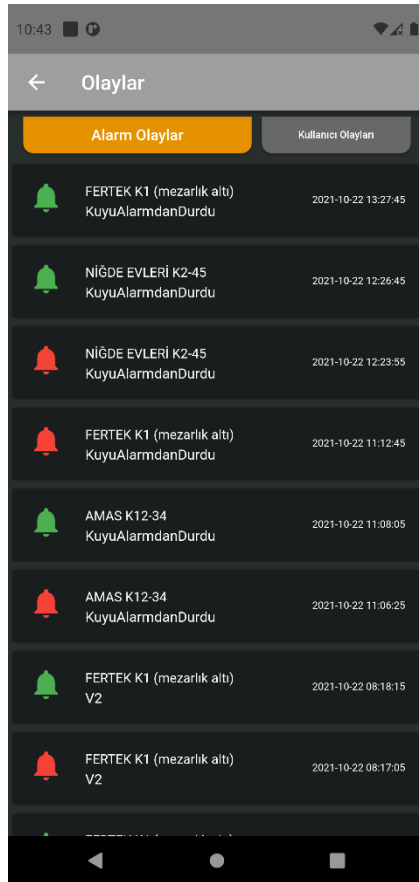 10:43
Olaylar
Alarm Olaylar
Kullanıcı Olayları
FERTEK K1 (mezarlık altı)
KuyuAlarmdanDurdu
2021-10-22 13:27:45
NİĞDE EVLERİ K2-45
KuyuAlarmdanDurdu
2021-10-22 12:26:45
NİĞDE EVLERİ K2-45
KuyuAlarmdanDurdu
2021-10-22 12:23:55
FERTEK K1 (mezarlık altı)
KuyuAlarmdanDurdu
2021-10-22 11:12:45
AMAS K12-34
KuyuAlarmdanDurdu
2021-10-22 11:08:05
AMAS K12-34
KuyuAlarmdanDurdu
2021-10-22 11:06:25
FERTEK K1 (mezarlık altı)
V2
2021-10-22 08:18:15
FERTEK K1 (mezarlık altı)
V2
2021-10-22 08:17:05